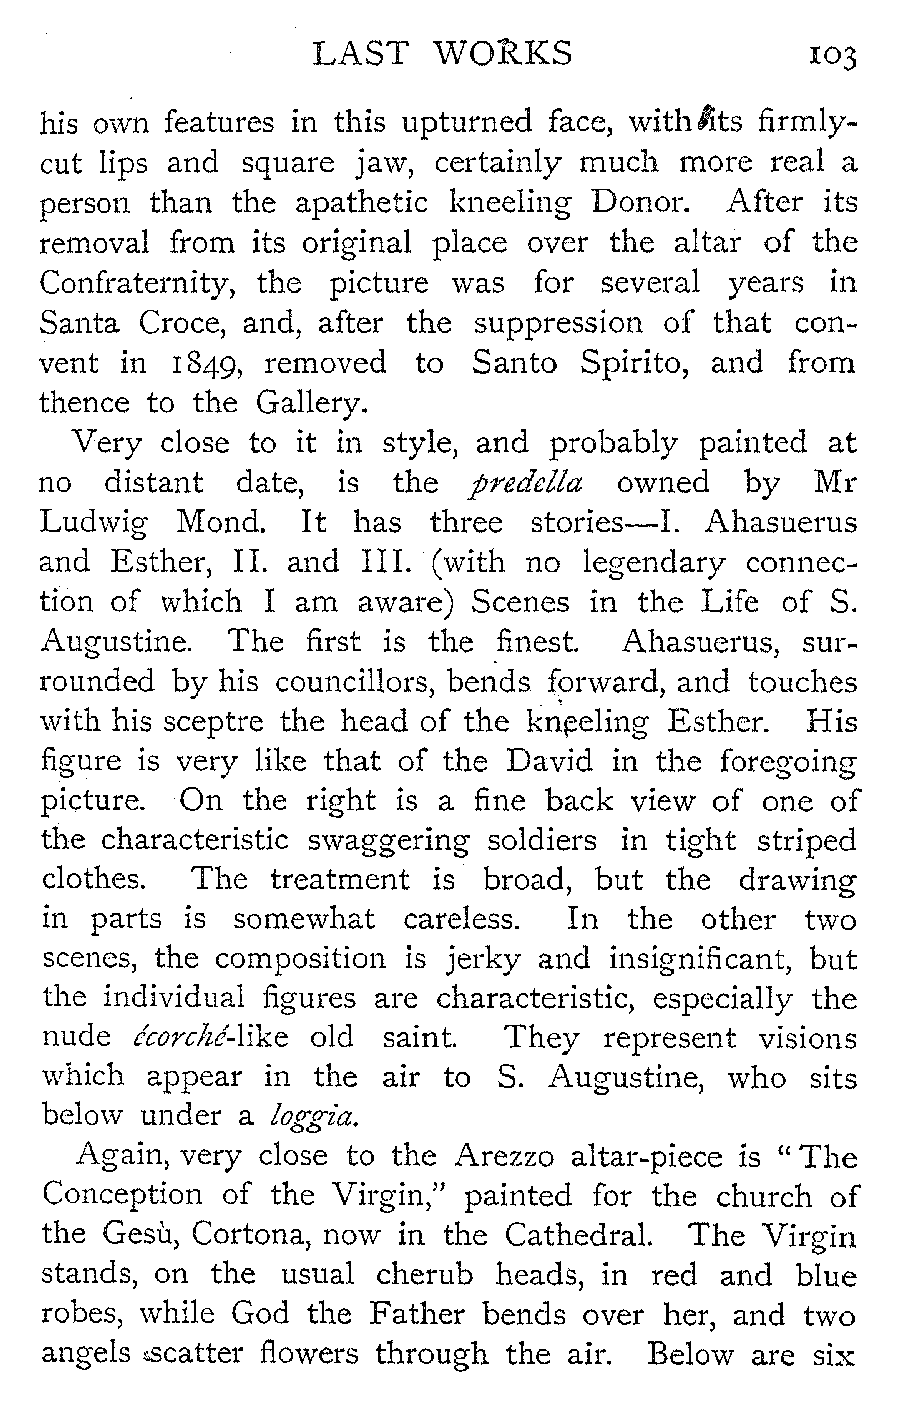 LAST WORKS 103
his own features in this upturned face, with its firmly-
cut lips and square jaw, certainly much more real a
person than the apathetic kneeling Donor. After its
removal from its original place over the altar of the
Confraternity, the picture was for several years in
Santa Croce, and, after the suppression of that con-
vent in 1849, removed to Santo Spirito, and from
thence to the Gallery.
Very close to it in style, and probably painted at
no distant date, is the predella owned by Mr
Ludwig Mond. It has three stories—I. Ahasuerus
and Esther, II. and III. (with no legendary connec-
tion of which I am aware) Scenes in the Life of S.
Augustine. The first is the finest. Ahasuerus, sur-
rounded by his councillors, bends forward, and touches
with his sceptre the head of the kneeling Esther. His
figure is very like that of the David in the foregoing
picture. On the right is a fine back view of one of
the characteristic swaggering soldiers in tight striped
clothes. The treatment is broad, but the drawing
in parts is somewhat careless. In the other two
scenes, the composition is jerky and insignificant, but
the individual figures are characteristic, especially the
nude écorché-like old saint. They represent visions
which appear in the air to S. Augustine, who sits
below under a loggia.
Again, very close to the Arezzo altar-piece is "The
Conception of the Virgin," painted for the church of
the Gesù, Cortona, now in the Cathedral. The Virgin
stands, on the usual cherub heads, in red and blue
robes, while God the Father bends over her, and two
angels scatter flowers through the air. Below are six